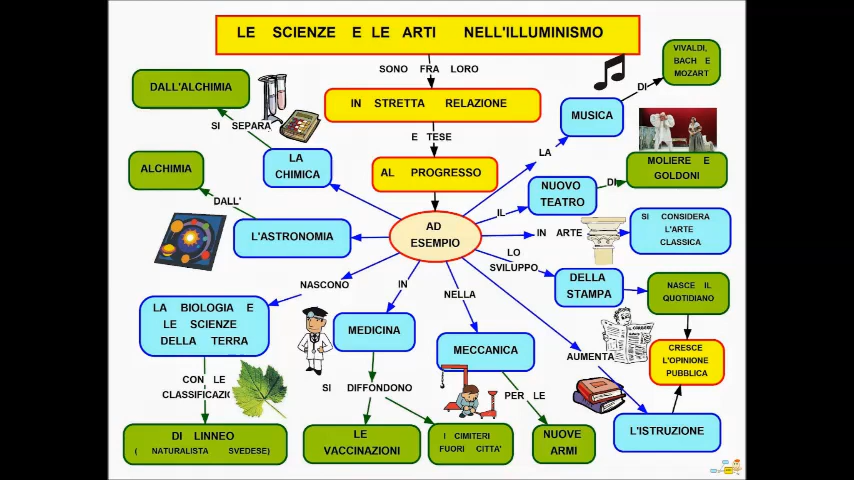 LE SCIENZE E LE ARTI NELL'ILLUMINISMO
SONO FRA LORO
IN STRETTA RELAZIONE
E TESE
AL PROGRESSO
AD
ESEMPIO
LA
CHIMICA
SI SEPARA
DALL'ALCHIMIA
L'ASTRONOMIA
DALL'
ALCHIMIA
NASCONO
LA BIOLOGIA E
LE SCIENZE
DELLA TERRA
CON LE
CLASSIFICAZIO
DI LINNEO
( NATURALISTA SVEDESE)
IN
MEDICINA
SI DIFFONDONO
LE
VACCINAZIONI
I CIMITERI
FUORI CITTA'
NELLA
MECCANICA
PER LE
NUOVE
ARMI
AUMENTA
L'ISTRUZIONE
LO
SVILUPPO
DELLA
STAMPA
NASCE IL
QUOTIDIANO
CRESCE
L'OPINIONE
PUBBLICA
IN ARTE
SI CONSIDERA
L'ARTE
CLASSICA
IL
NUOVO
TEATRO
DI
MOLIERE E
GOLDONI
LA
MUSICA
DI
VIVALDI,
BACH E
MOZART